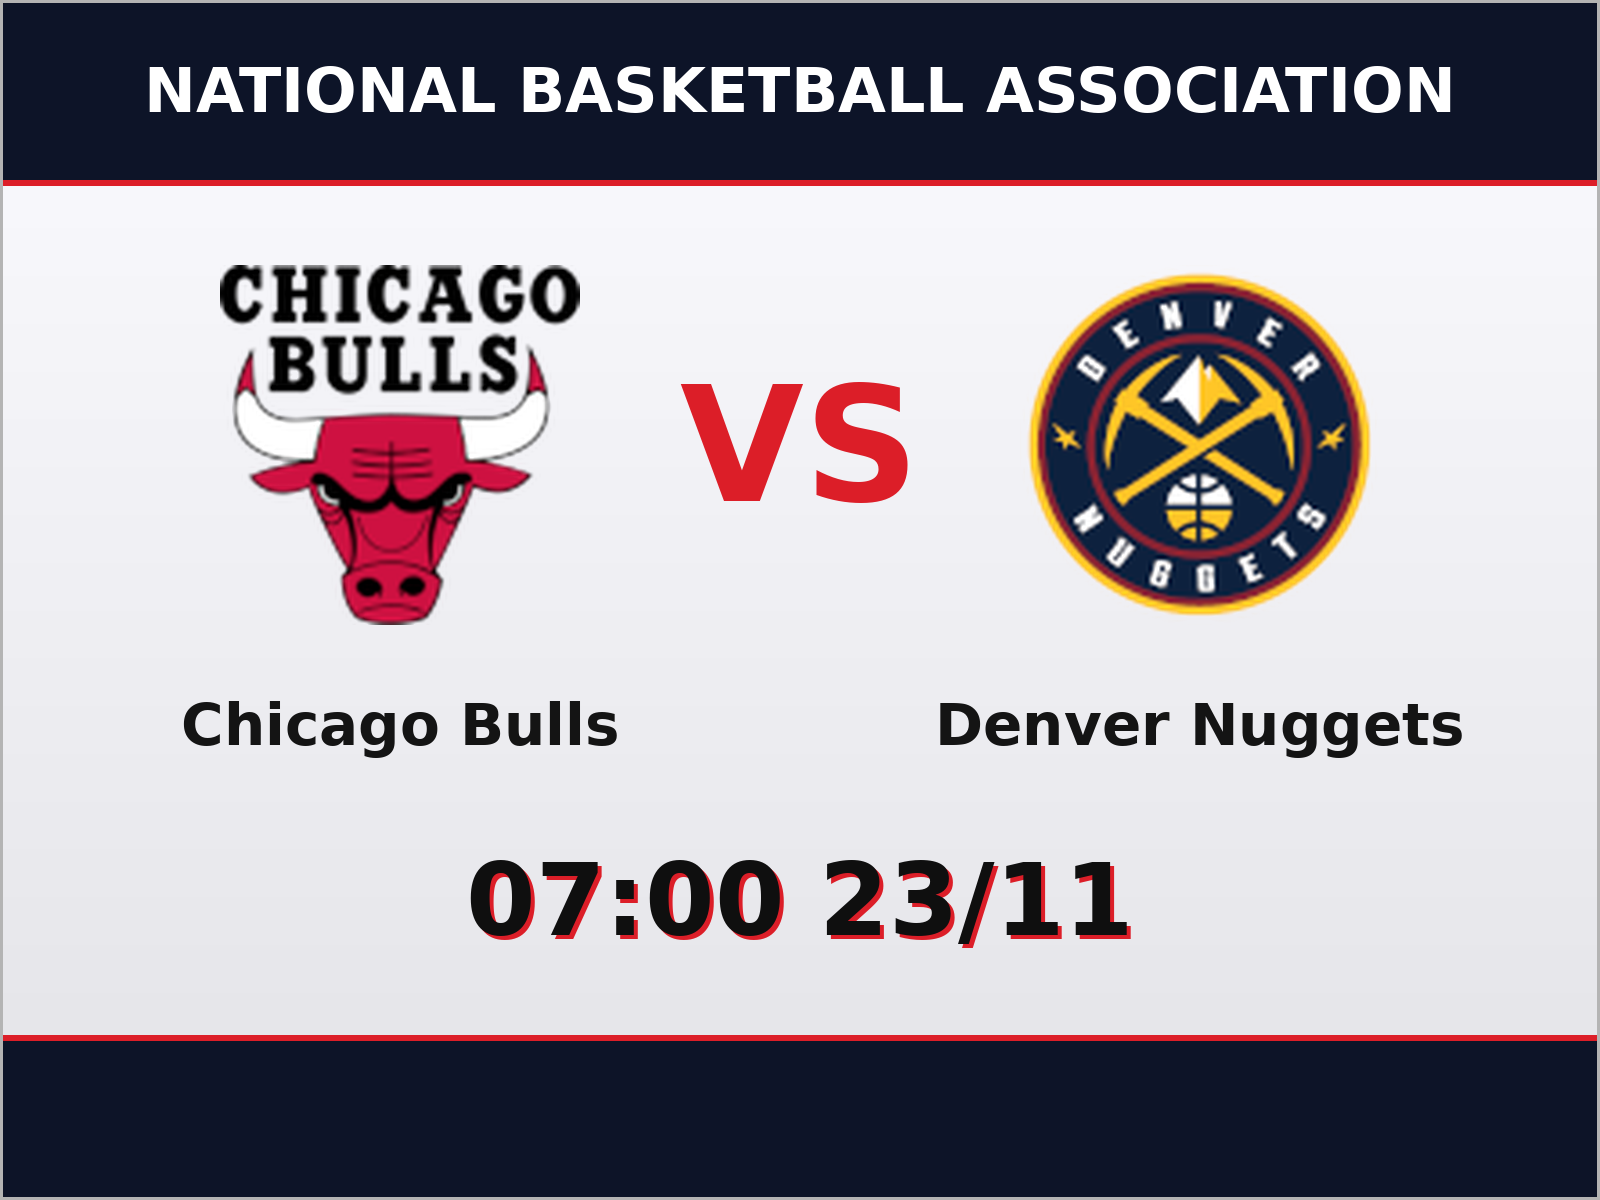 NATIONAL BASKETBALL ASSOCIATION
CHICAGO
BULLS
VS
DENVER
NUGGETS
Chicago Bulls
Denver Nuggets
07:00 23/11